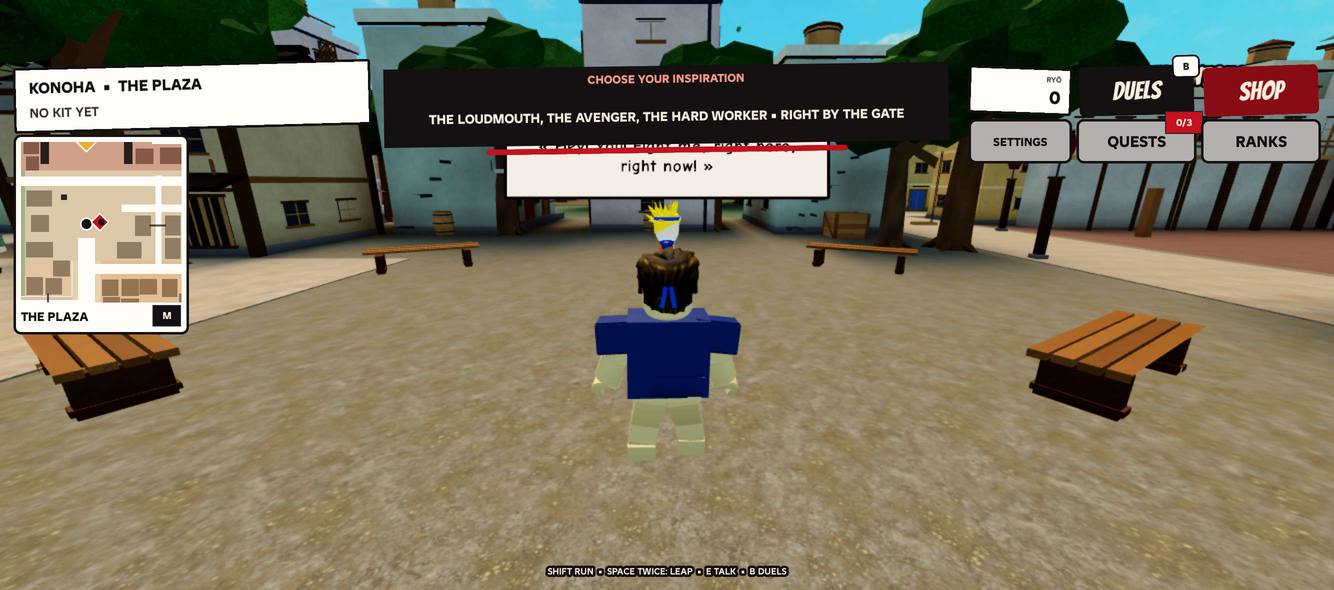 KONOHA ▪ THE PLAZA
NO KIT YET
CHOOSE YOUR INSPIRATION
THE LOUDMOUTH, THE AVENGER, THE HARD WORKER ▪ RIGHT BY THE GATE
right now! »
RYŌ
0
B
DUELS
SHOP
0/3
SETTINGS
QUESTS
RANKS
THE PLAZA
M
SHIFT RUN ▪ SPACE TWICE: LEAP ▪ E TALK ▪ B DUELS